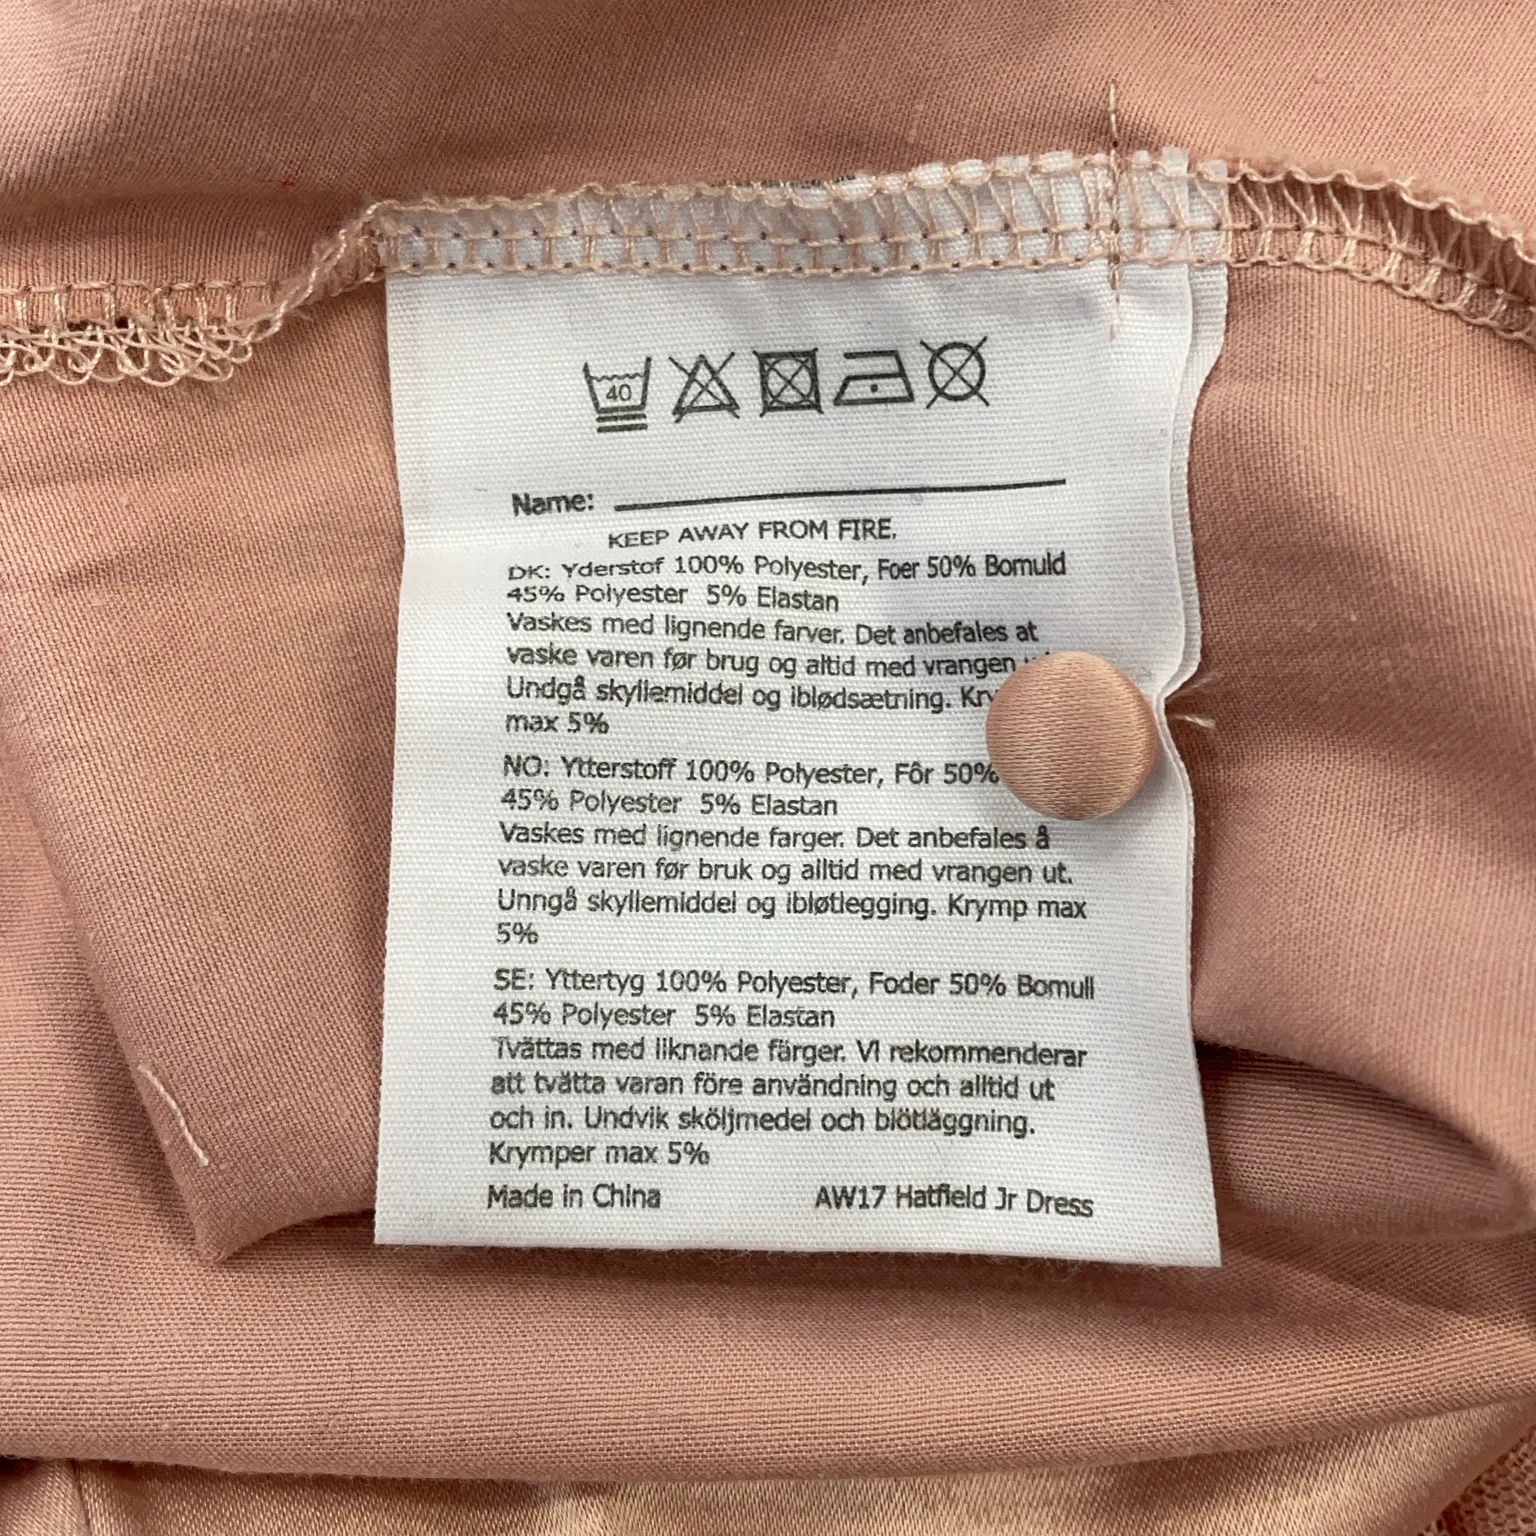 40
Name:
KEEP AWAY FROM FIRE.
DK: Yderstof 100% Polyester, Foer 50% Bomuld
45% Polyester 5% Elastan
Vaskes med lignende farver. Det anbefales at
vaske varen før brug og altid med vrangen
Undgå skyllemiddel og iblødsætning.
max 5%
NO: Ytterstoff 100% Polyester, Fôr 50%
45% Polyester 5% Elastan
Vaskes med lignende farger. Det anbefales å
vaske varen før bruk og alltid med vrangen ut.
Unngå skyllemiddel og ibløtlegging. Krymp max
5%
SE: Yttertyg 100% Polyester, Foder 50% Bomull
45% Polyester 5% Elastan
Tvättas med liknande färger. Vi rekommenderar
att tvätta varan före användning och alltid ut
och in. Undvik sköljmedel och blötläggning.
Krymper max 5%
Made in China AW17 Hatfield Jr Dress